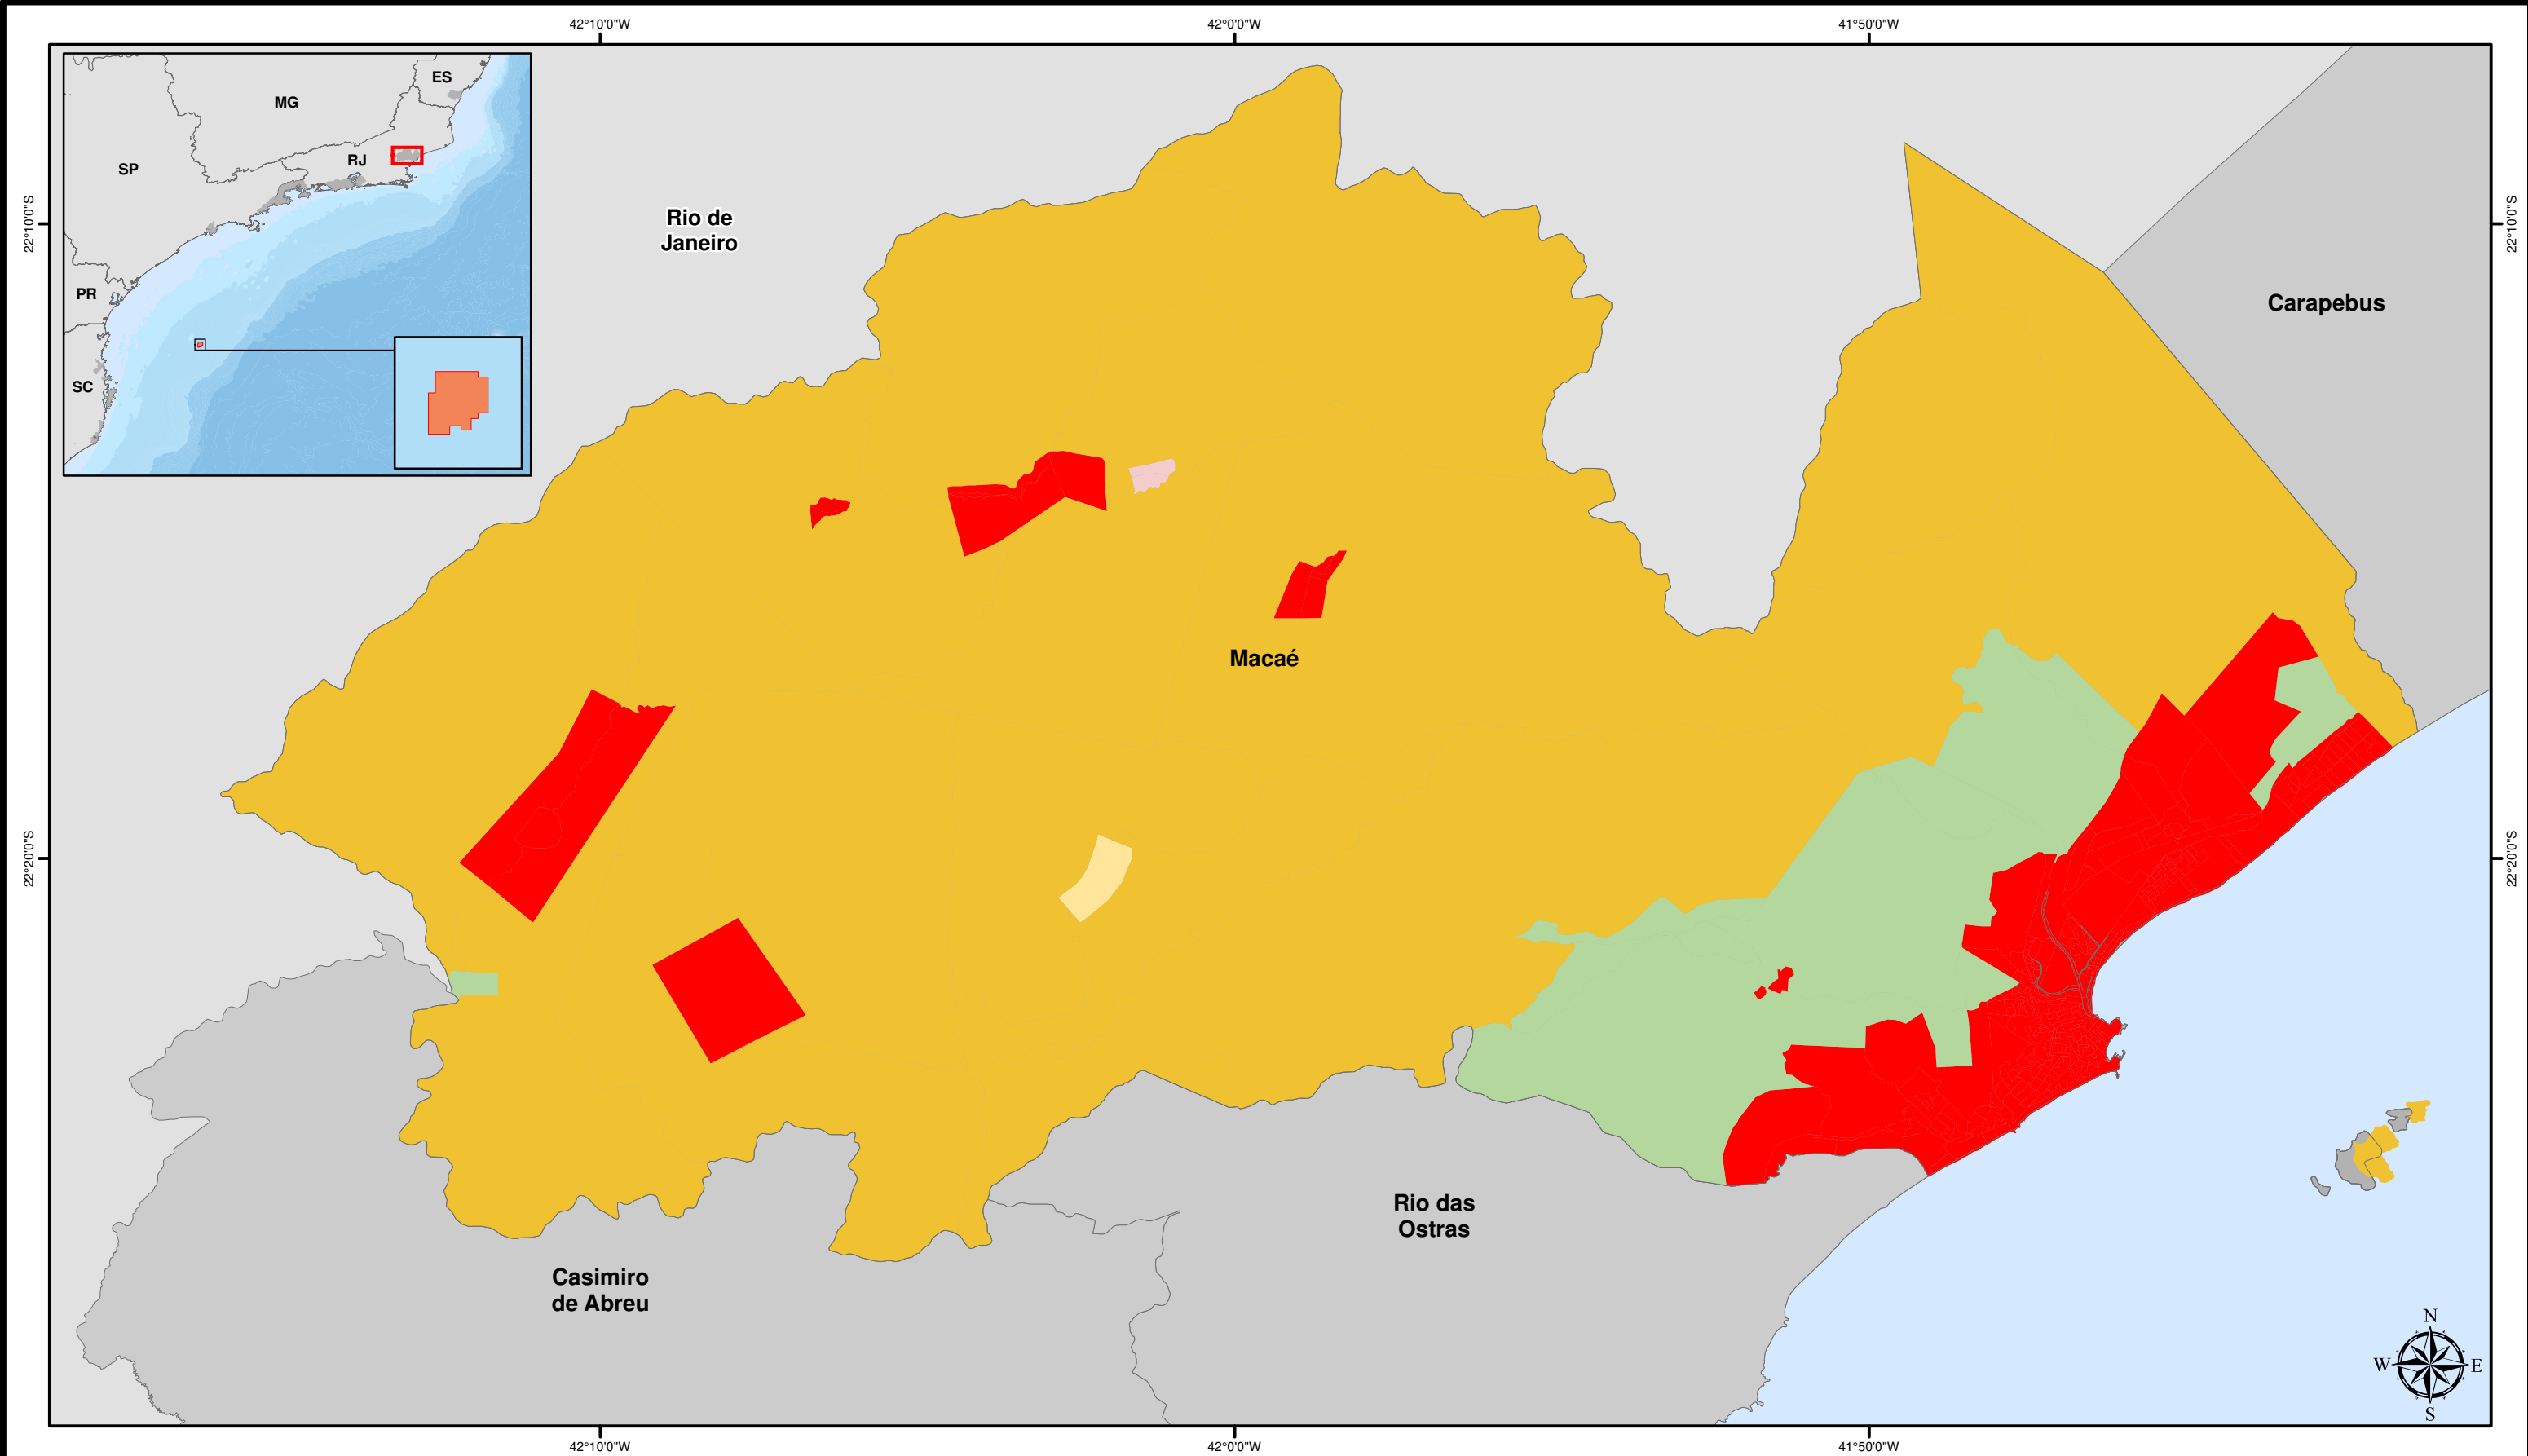 42°10'0"W
42°0'0"W
41°50'0"W
ES
MG
SP
RJ
PR
SC
22°10'0"S
22°10'0"S
Rio de
Janeiro
Carapebus
Macaé
22°20'0"S
22°20'0"S
Rio das
Ostras
Casimiro
de Abreu
N
W
E
S
42°10'0"W
42°0'0"W
41°50'0"W